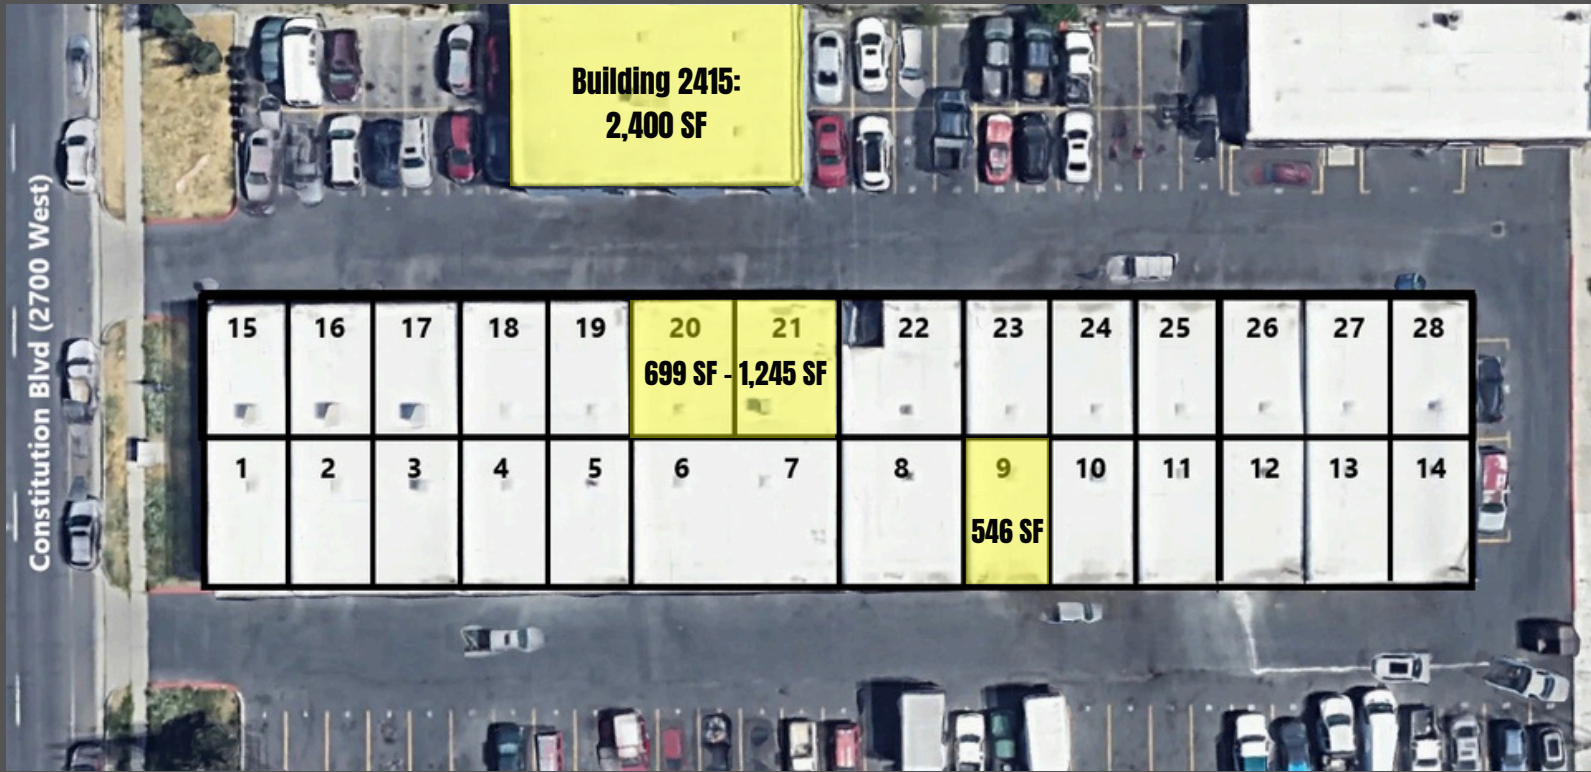 Building 2415:
2,400 SF
Constitution Blvd (2700 West)
15 16 17 18 19 20 21 22 23 24 25 26 27 28
699 SF - 1,245 SF
1 2 3 4 5 6 7 8 9 10 11 12 13 14
546 SF